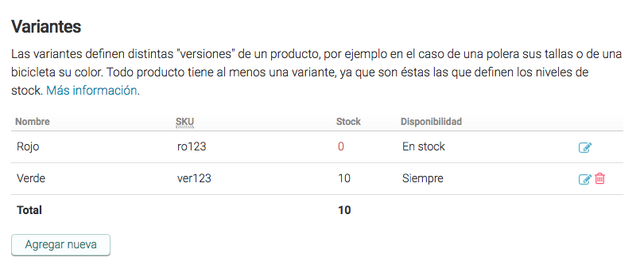 Variantes
Las variantes definen distintas "versiones" de un producto, por ejemplo en el caso de una polera sus tallas o de una
bicicleta su color. Todo producto tiene al menos una variante, ya que son éstas las que definen los niveles de
stock. Más información.
Nombre SKU Stock Disponibilidad
Rojo ro123 0 En stock
Verde ver123 10 Siempre
Total 10
Agregar nueva